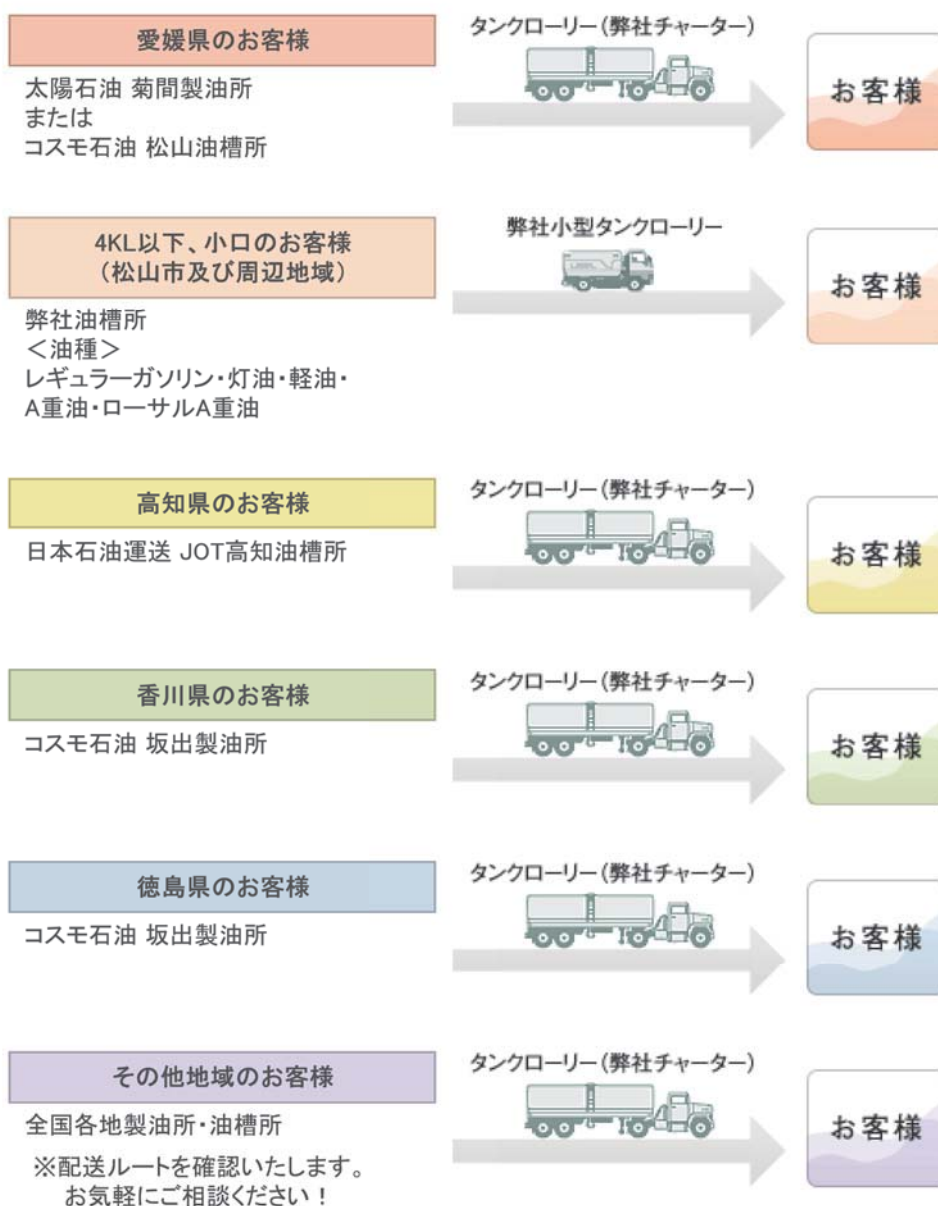 愛媛県のお客様
太陽石油 菊間製油所
または
コスモ石油 松山油槽所
タンクローリー（弊社チャーター）
お客様
4KL以下、小口のお客様
（松山市及び周辺地域）
弊社油槽所
＜油種＞
レギュラーガソリン・灯油・軽油・
A重油・ローサルA重油
弊社小型タンクローリー
お客様
高知県のお客様
日本石油運送 JOT高知油槽所
タンクローリー（弊社チャーター）
お客様
香川県のお客様
コスモ石油 坂出製油所
タンクローリー（弊社チャーター）
お客様
徳島県のお客様
コスモ石油 坂出製油所
タンクローリー（弊社チャーター）
お客様
その他地域のお客様
全国各地製油所・油槽所
※配送ルートを確認いたします。
お気軽にご相談ください！
タンクローリー（弊社チャーター）
お客様